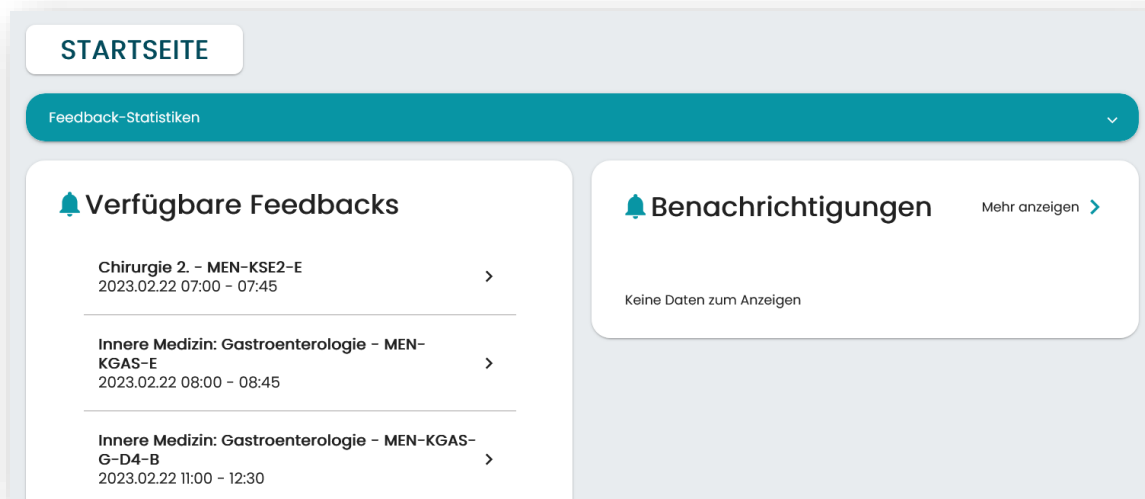 STARTSEITE
Feedback-Statistiken
Verfügbare Feedbacks
Chirurgie 2. - MEN-KSE2-E
2023.02.22 07:00 - 07:45
Innere Medizin: Gastroenterologie - MEN-
KGAS-E
2023.02.22 08:00 - 08:45
Innere Medizin: Gastroenterologie - MEN-KGAS-
G-D4-B
2023.02.22 11:00 - 12:30
Benachrichtigungen
Mehr anzeigen
Keine Daten zum Anzeigen